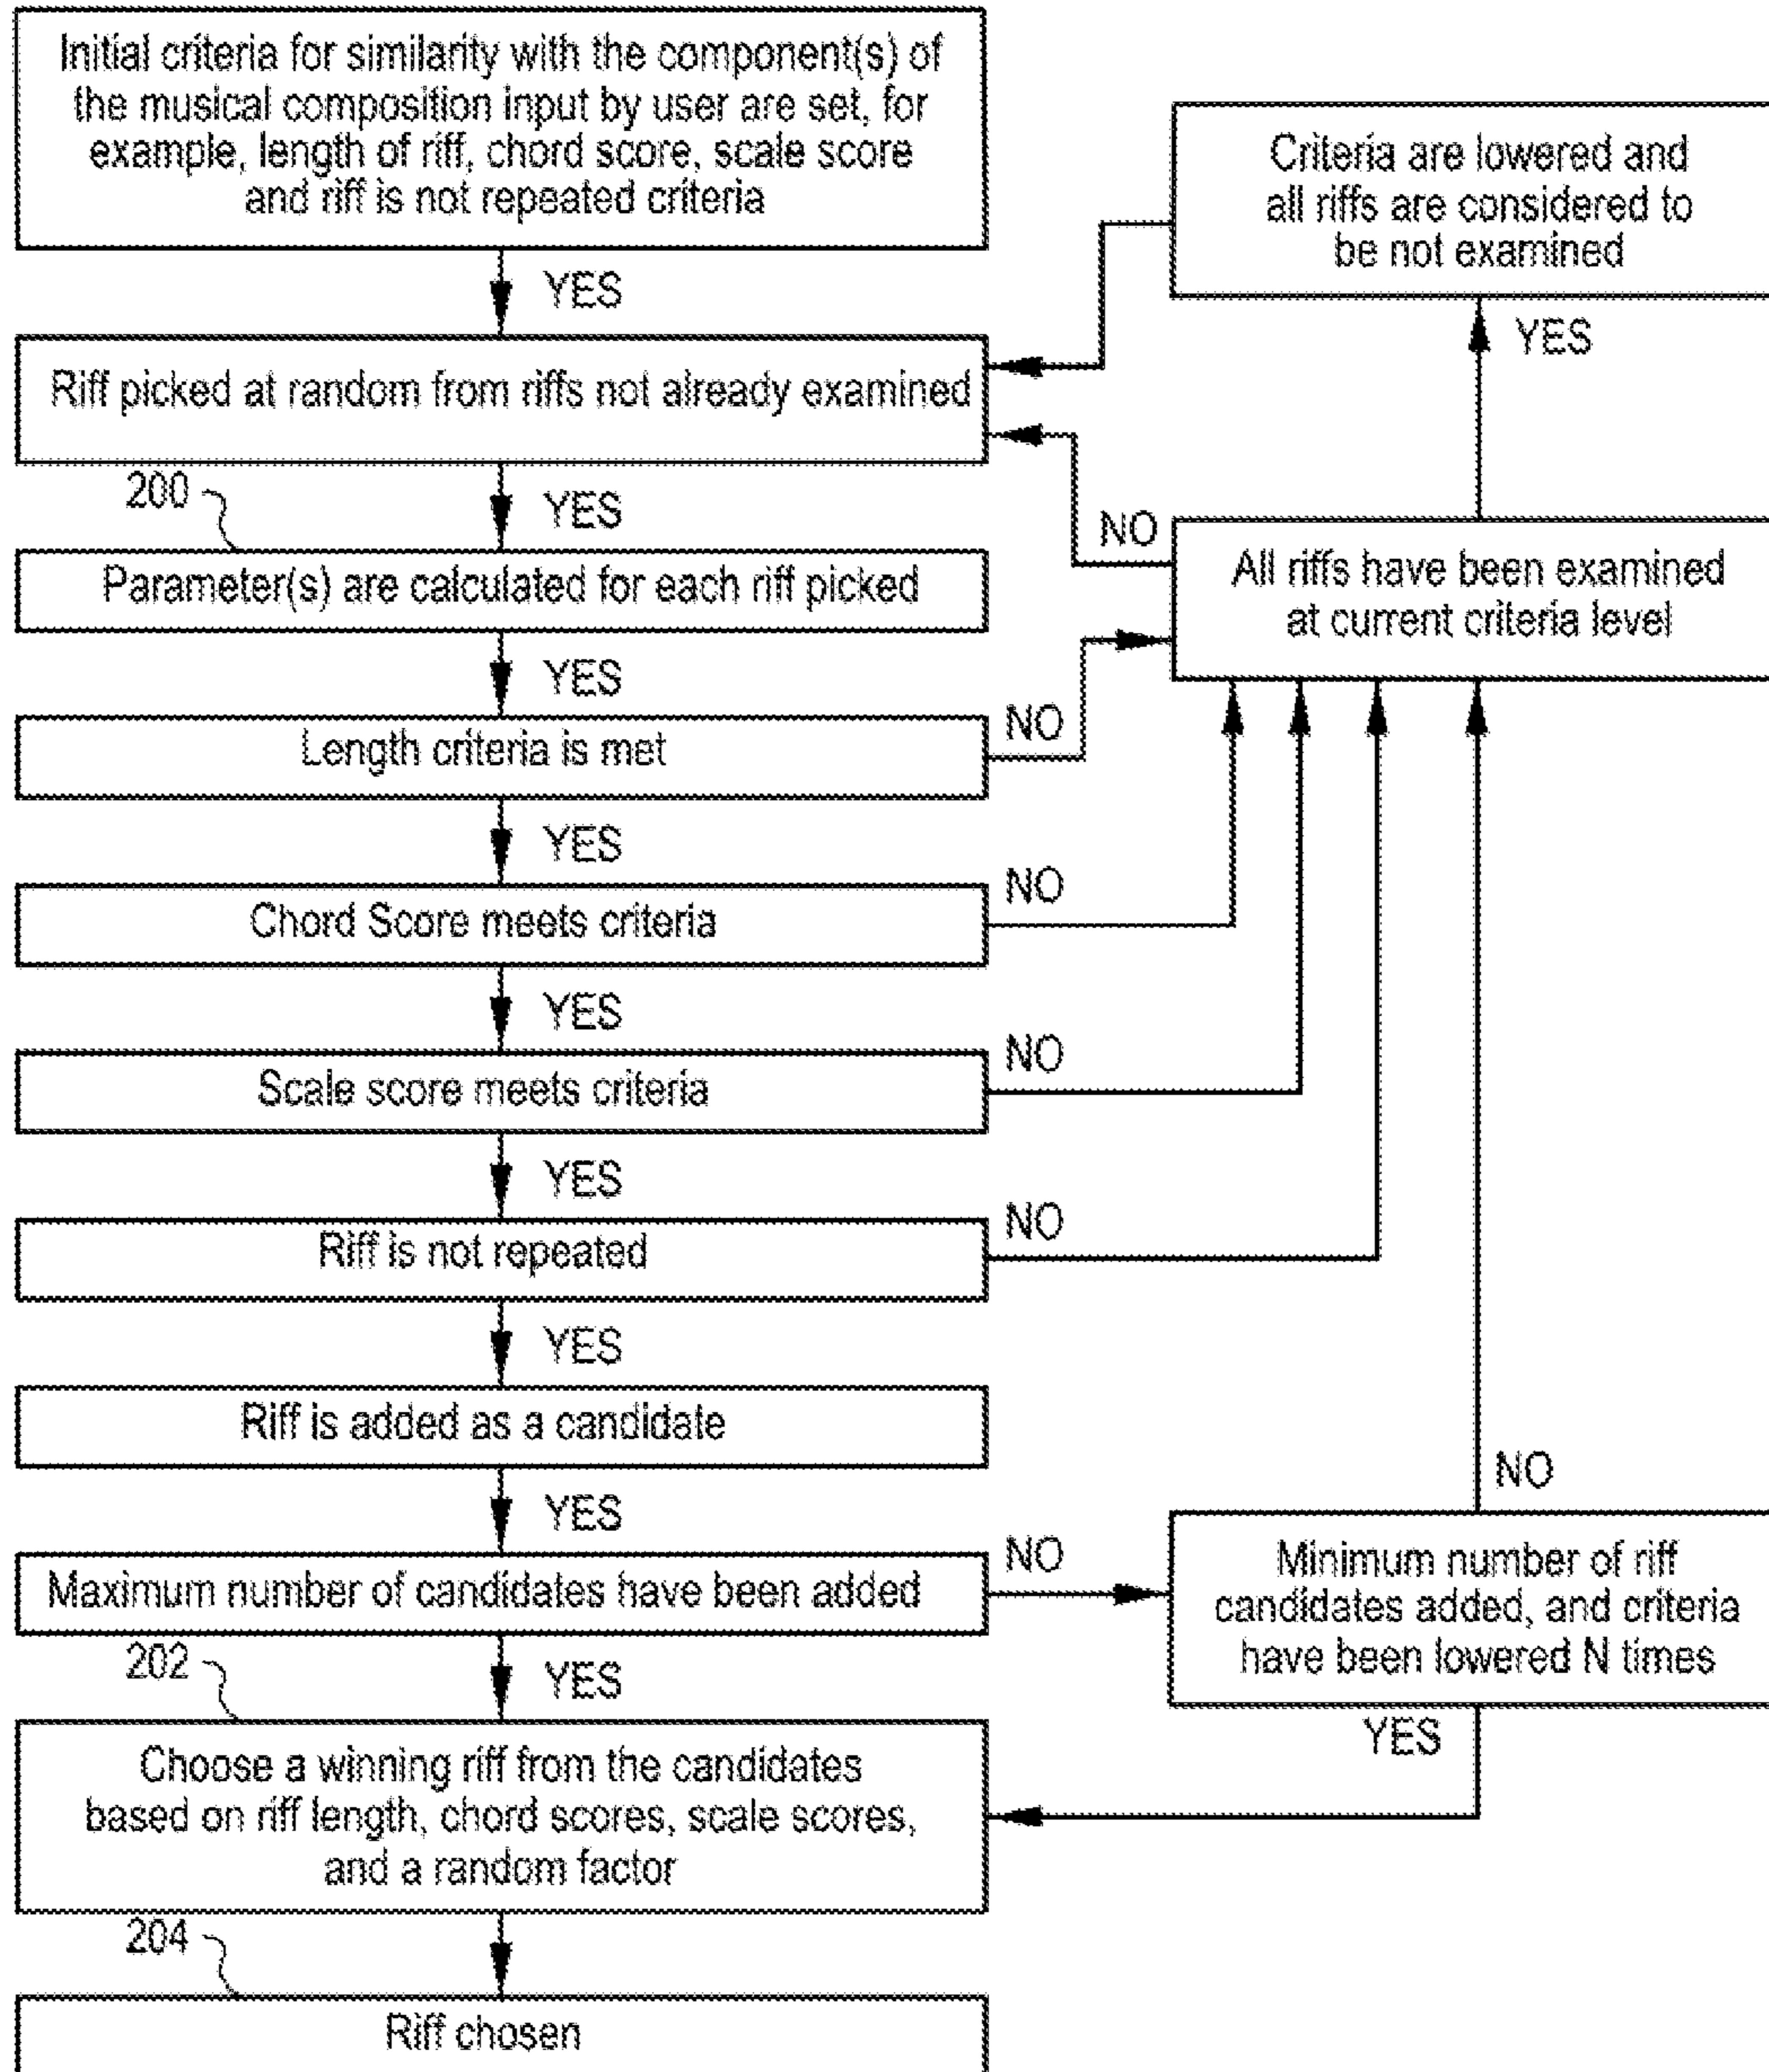 Initial criteria for similarity with the component(s) of
the musical composition input by user are set, for
example, length of riff, chord score, scale score
and riff is not repeated criteria
YES
Riff picked at random from riffs not already examined
200
YES
Parameter(s) are calculated for each riff picked
YES
Length criteria is met
NO
YES
Chord Score meets criteria
NO
YES
Scale score meets criteria
NO
YES
Riff is not repeated
NO
YES
Riff is added as a candidate
YES
Maximum number of candidates have been added
NO
202
YES
Choose a winning riff from the candidates
based on riff length, chord scores, scale scores,
and a random factor
204
Riff chosen
Criteria are lowered and
all riffs are considered to
be not examined
YES
NO
All riffs have been examined
at current criteria level
NO
Minimum number of riff
candidates added, and criteria
have been lowered N times
YES